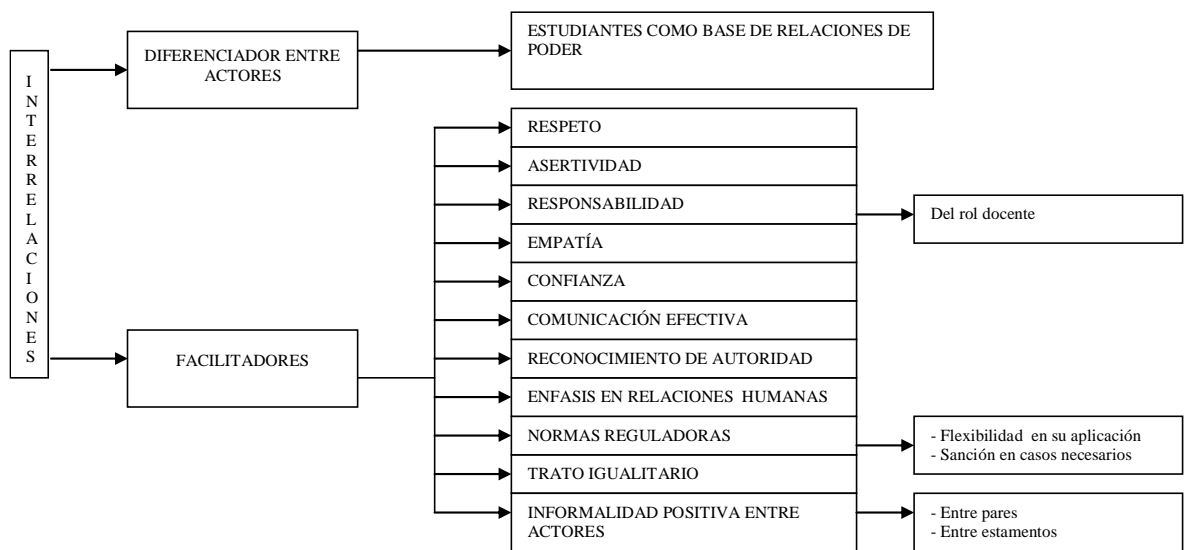 INTERRELACIONES
DIFERENCIADOR ENTRE
ACTORES
ESTUDIANTES COMO BASE DE RELACIONES DE
PODER
FACILITADORES
RESPETO
ASERTIVIDAD
RESPONSABILIDAD
Del rol docente
EMPATÍA
CONFIANZA
COMUNICACIÓN EFECTIVA
RECONOCIMIENTO DE AUTORIDAD
ENFASIS EN RELACIONES HUMANAS
NORMAS REGULADORAS
- Flexibilidad en su aplicación
- Sanción en casos necesarios
TRATO IGUALITARIO
INFORMALIDAD POSITIVA ENTRE
ACTORES
- Entre pares
- Entre estamentos